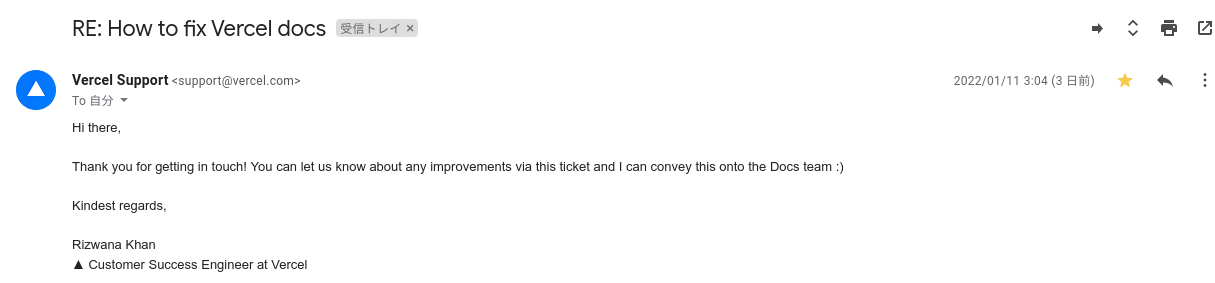 RE: How to fix Vercel docs 受信トレイ ×
Vercel Support <support@vercel.com> 2022/01/11 3:04 (3 日前)
To 自分
Hi there,
Thank you for getting in touch! You can let us know about any improvements via this ticket and I can convey this onto the Docs team :)
Kindest regards,
Rizwana Khan
▲ Customer Success Engineer at Vercel